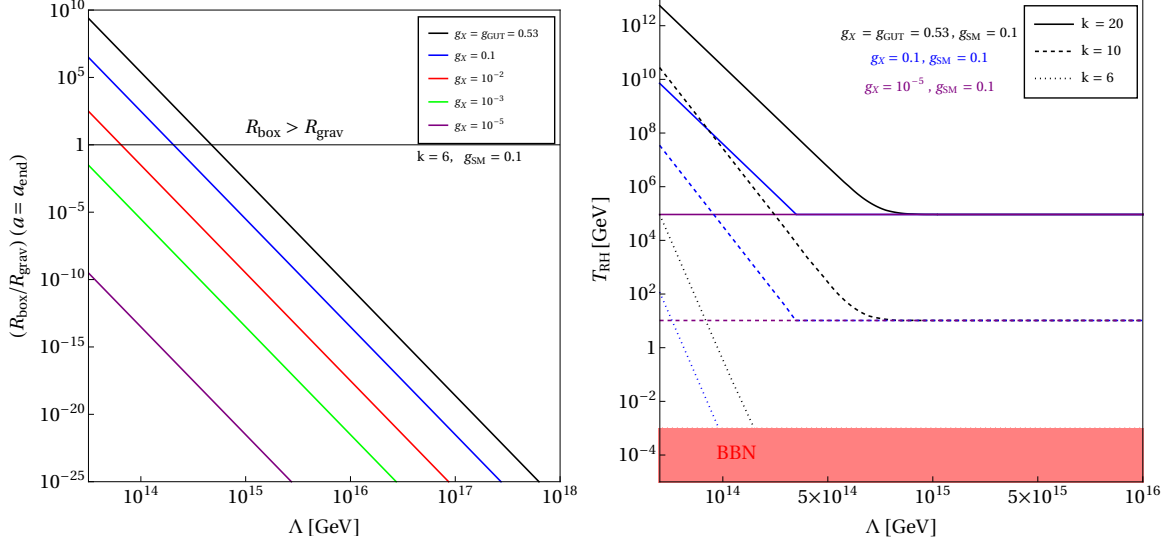 10^10
10^5
1
10^-5
10^-10
10^-15
10^-20
10^-25
(R_box/R_grav) (a = a_end)
g_X = g_GUT = 0.53
g_X = 0.1
g_X = 10^-2
g_X = 10^-3
g_X = 10^-5
R_box > R_grav
k = 6, g_SM = 0.1
10^14
10^15
10^16
10^17
10^18
Λ [GeV]
10^12
10^10
10^8
10^6
10^4
10^2
1
10^-2
10^-4
T_RH [GeV]
g_X = g_GUT = 0.53 , g_SM = 0.1
g_X = 0.1, g_SM = 0.1
g_X = 10^-5 , g_SM = 0.1
k = 20
k = 10
k = 6
BBN
10^14
5×10^14
10^15
5×10^15
10^16
Λ [GeV]